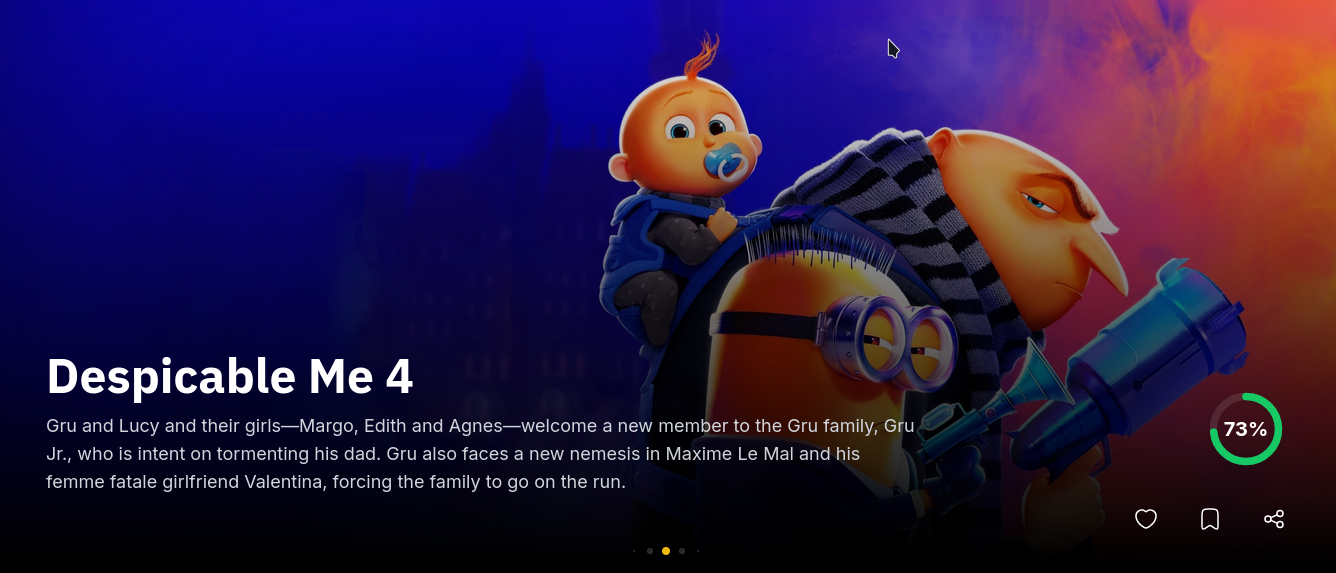 Despicable Me 4
Gru and Lucy and their girls—Margo, Edith and Agnes—welcome a new member to the Gru family, Gru
Jr., who is intent on tormenting his dad. Gru also faces a new nemesis in Maxime Le Mal and his
femme fatale girlfriend Valentina, forcing the family to go on the run.
73%